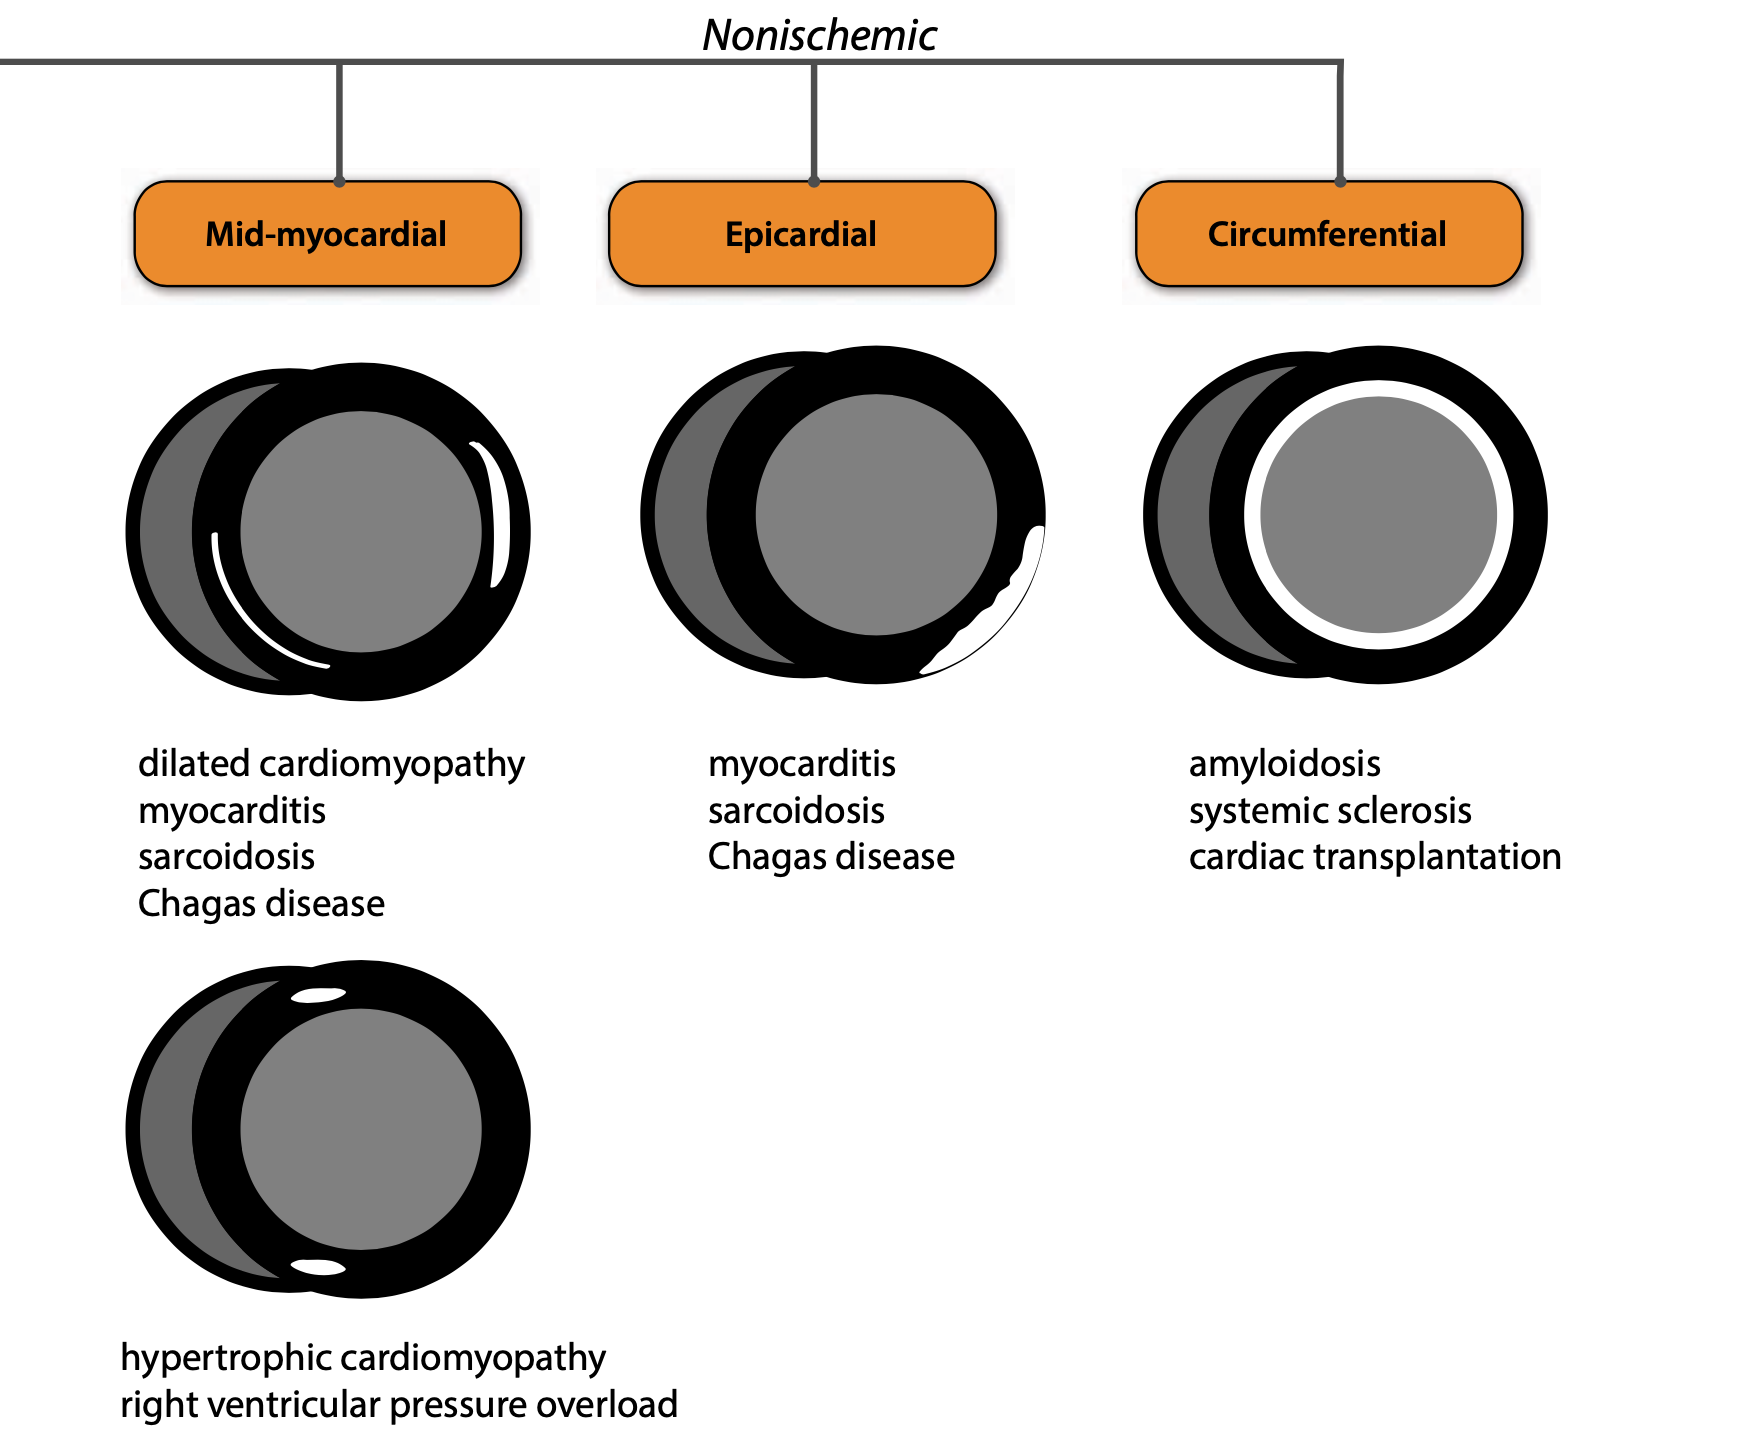 Nonischemic
Mid-myocardial
Epicardial
Circumferential
dilated cardiomyopathy
myocarditis
sarcoidosis
Chagas disease
myocarditis
sarcoidosis
Chagas disease
amyloidosis
systemic sclerosis
cardiac transplantation
hypertrophic cardiomyopathy
right ventricular pressure overload